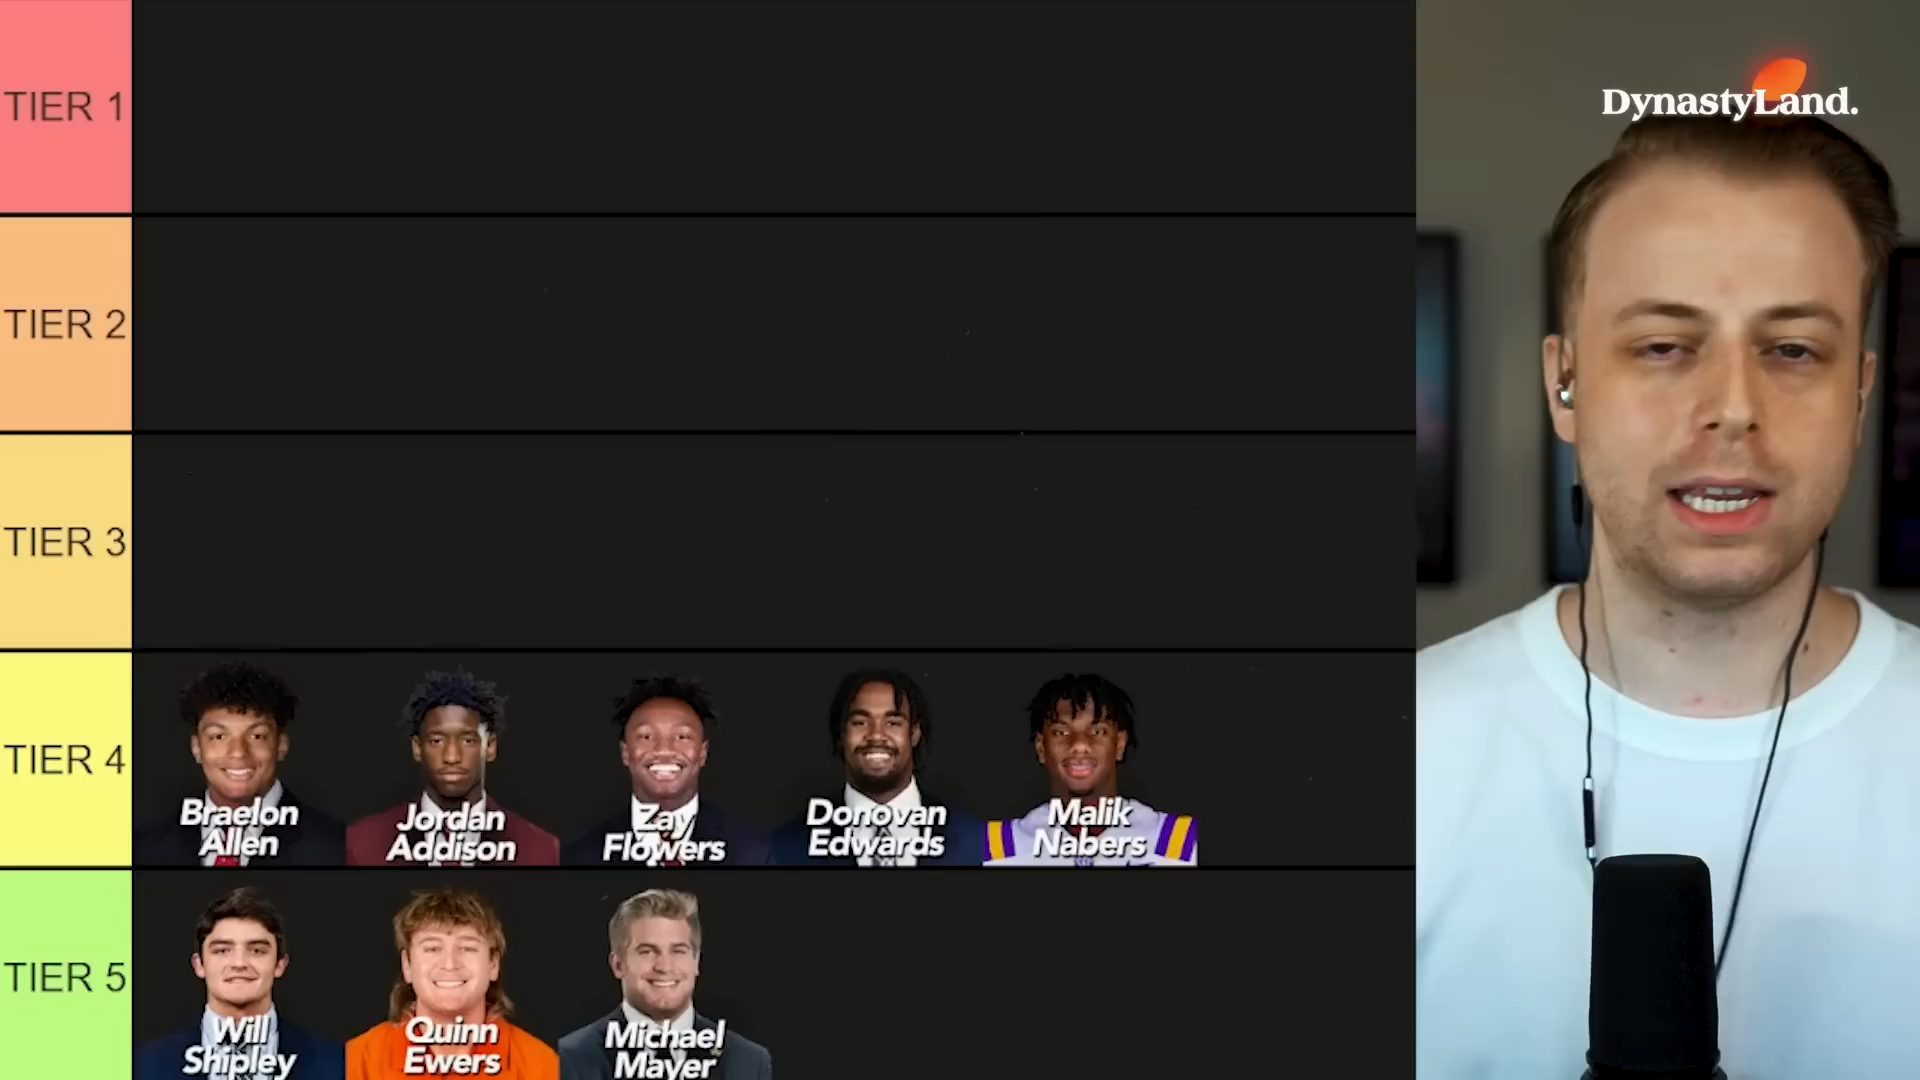 TIER 1
DynastyLand.
TIER 2
TIER 3
TIER 4
Braelon
Allen
Jordan
Addison
Zay
Flowers
Donovan
Edwards
Malik
Nabers
TIER 5
Will
Shipley
Quinn
Ewers
Michael
Mayer